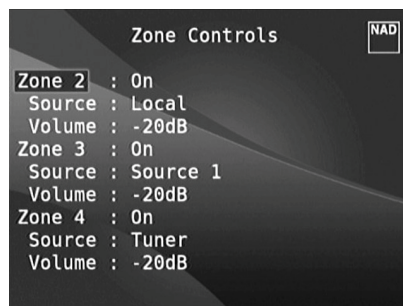 Zone Controls
NAD
Zone 2 : On
Source : Local
Volume : -20dB
Zone 3 : On
Source : Source 1
Volume : -20dB
Zone 4 : On
Source : Tuner
Volume : -20dB